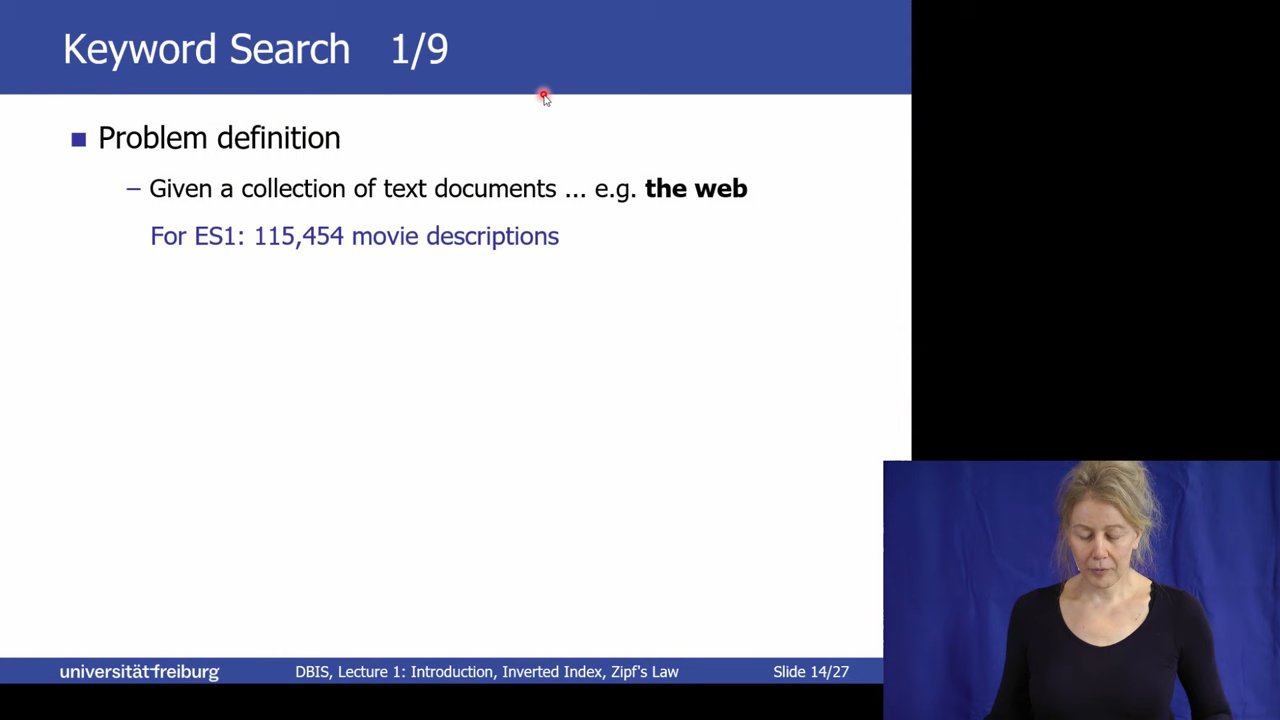 Keyword Search 1/9
Problem definition
– Given a collection of text documents ... e.g. the web
For ES1: 115,454 movie descriptions
universität freiburg
DBIS, Lecture 1: Introduction, Inverted Index, Zipf's Law
Slide 14/27